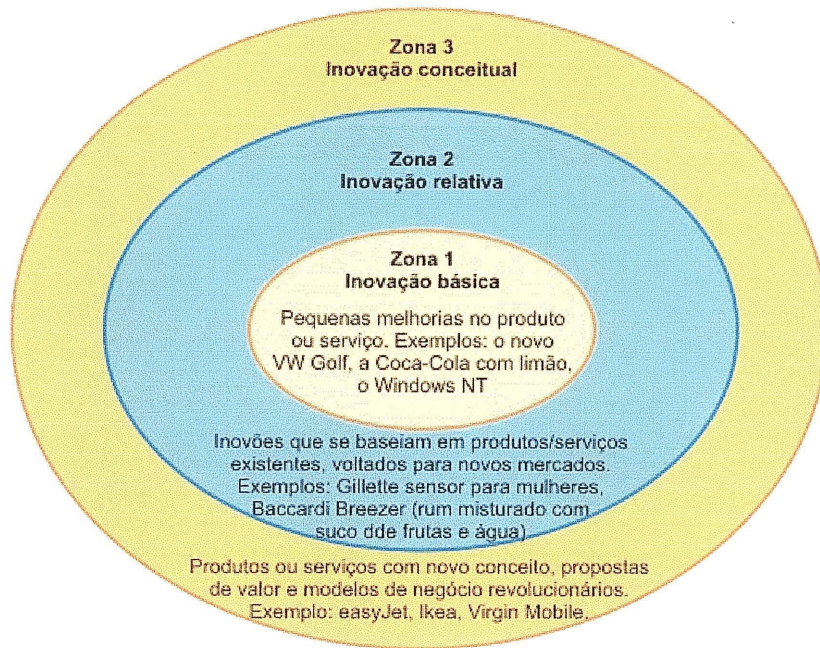 Zona 3
Inovação conceitual
Zona 2
Inovação relativa
Zona 1
Inovação básica
Pequenas melhorias no produto
ou serviço. Exemplos: o novo
VW Golf, a Coca-Cola com limão,
o Windows NT
Inovões que se baseiam em produtos/serviços
existentes, voltados para novos mercados.
Exemplos: Gillette sensor para mulheres,
Baccardi Breezer (rum misturado com
suco dde frutas e água)
Produtos ou serviços com novo conceito, propostas
de valor e modelos de negócio revolucionários.
Exemplo: easyJet, Ikea, Virgin Mobile,